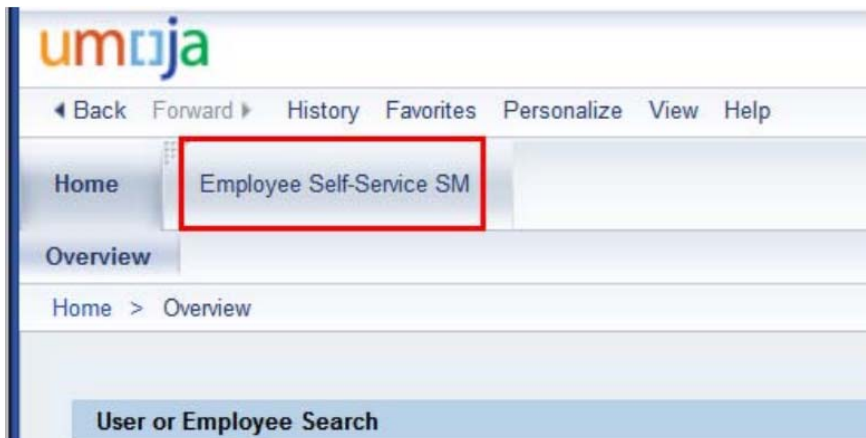 umoja
Back Forward History Favorites Personalize View Help
Home Employee Self-Service SM
Overview
Home > Overview
User or Employee Search